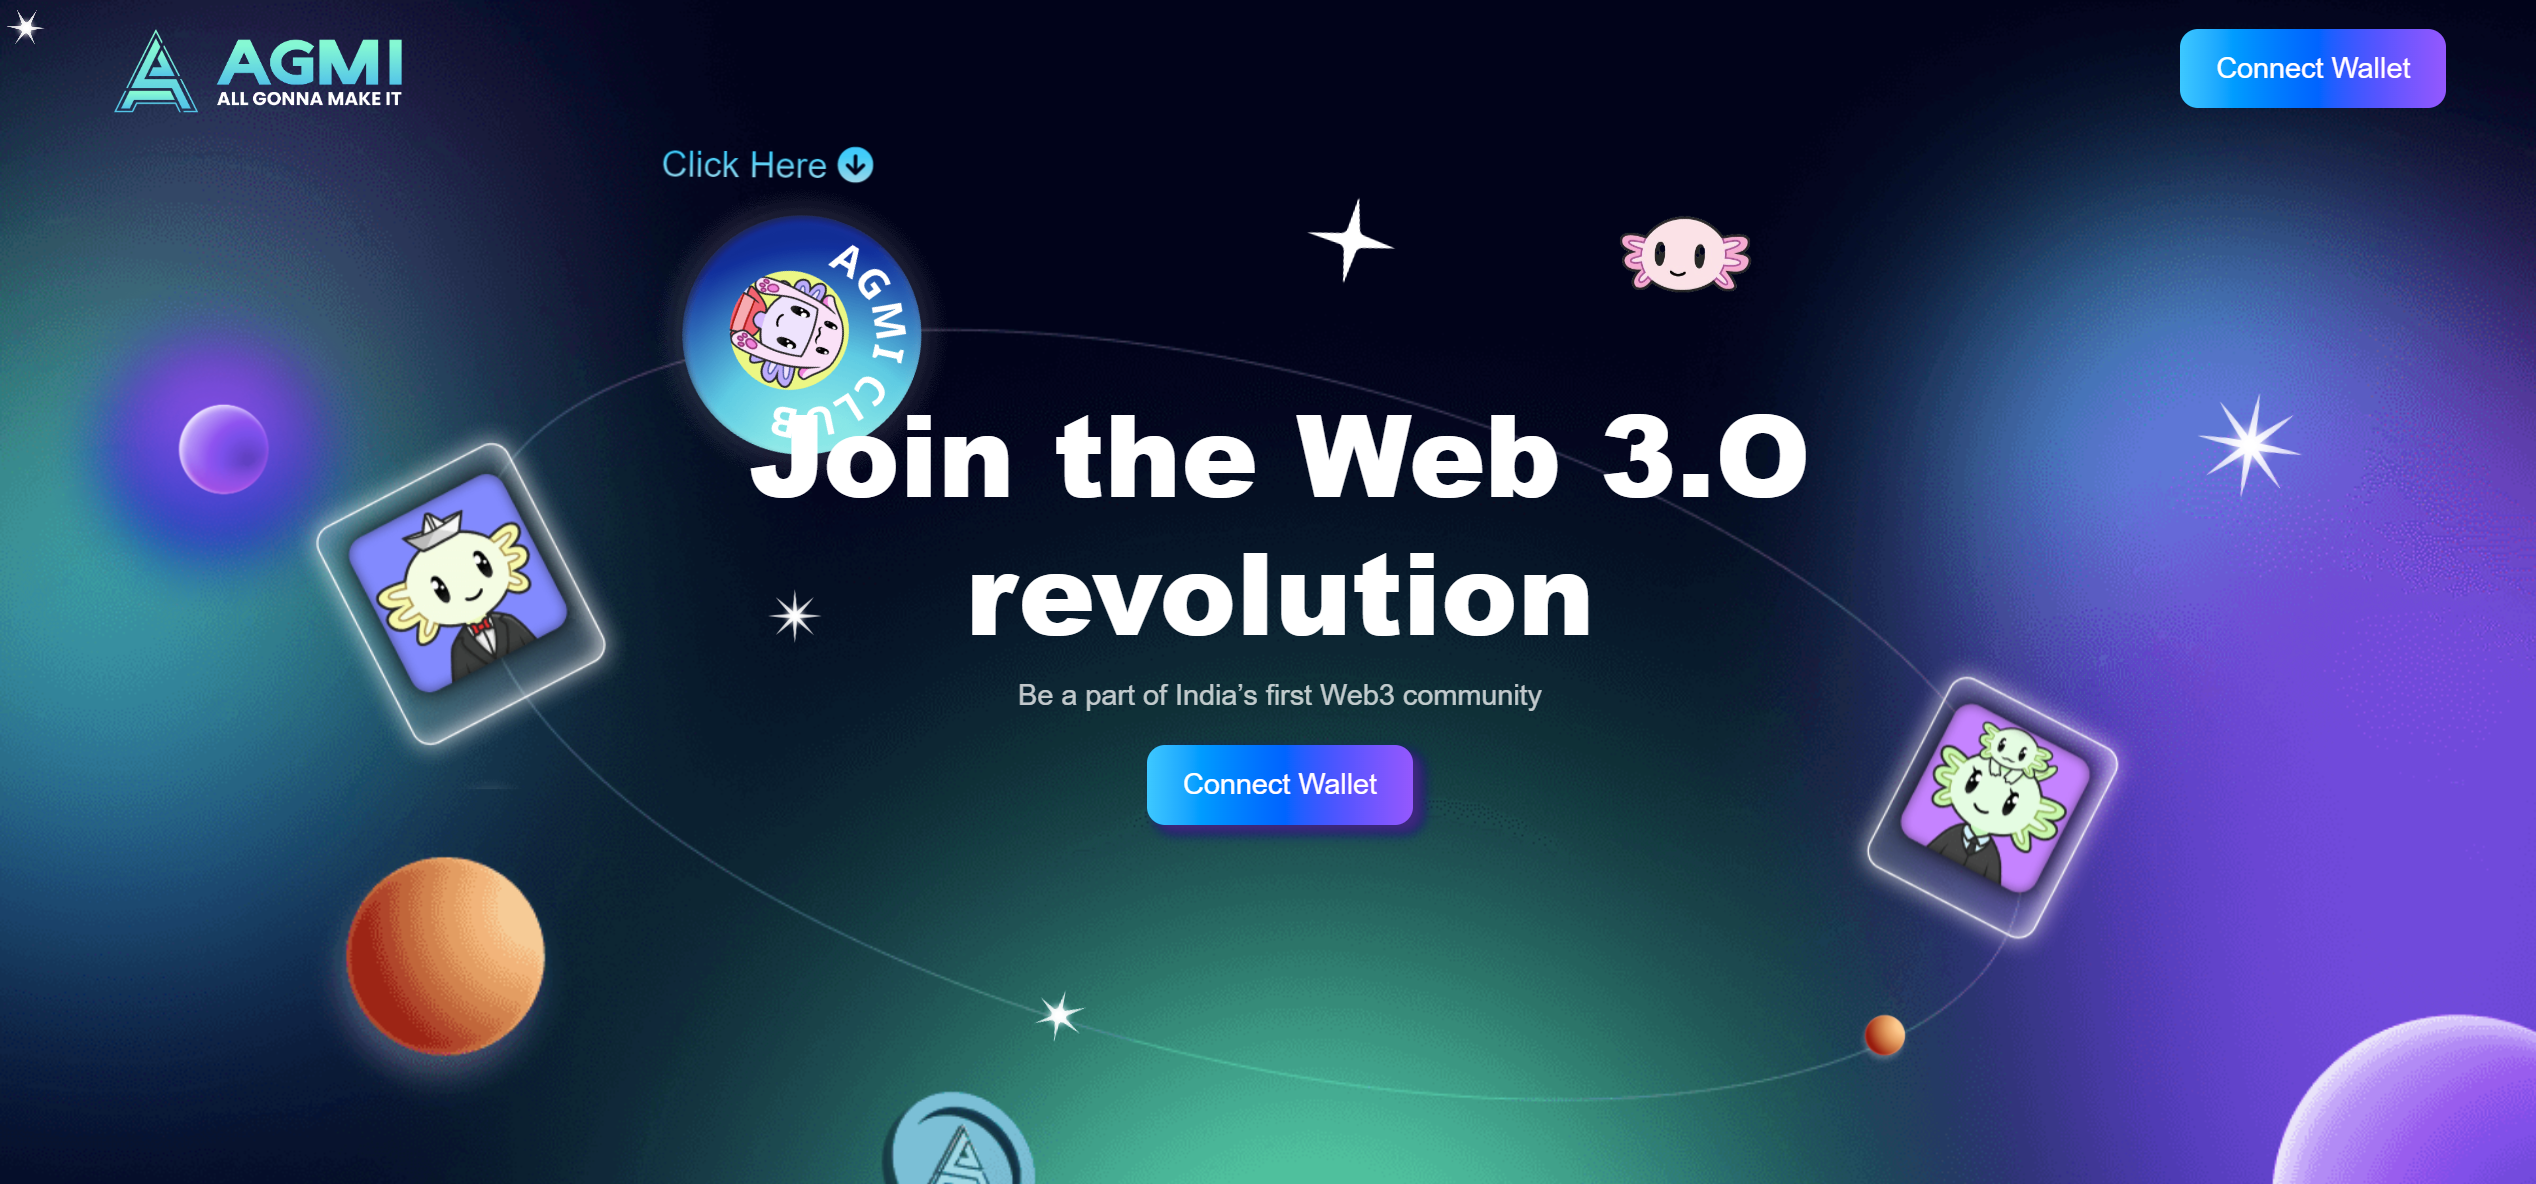 AGMI
ALL GONNA MAKE IT
Connect Wallet
Click Here
AGMI CLUB
Join the Web 3.O
revolution
Be a part of India’s first Web3 community
Connect Wallet